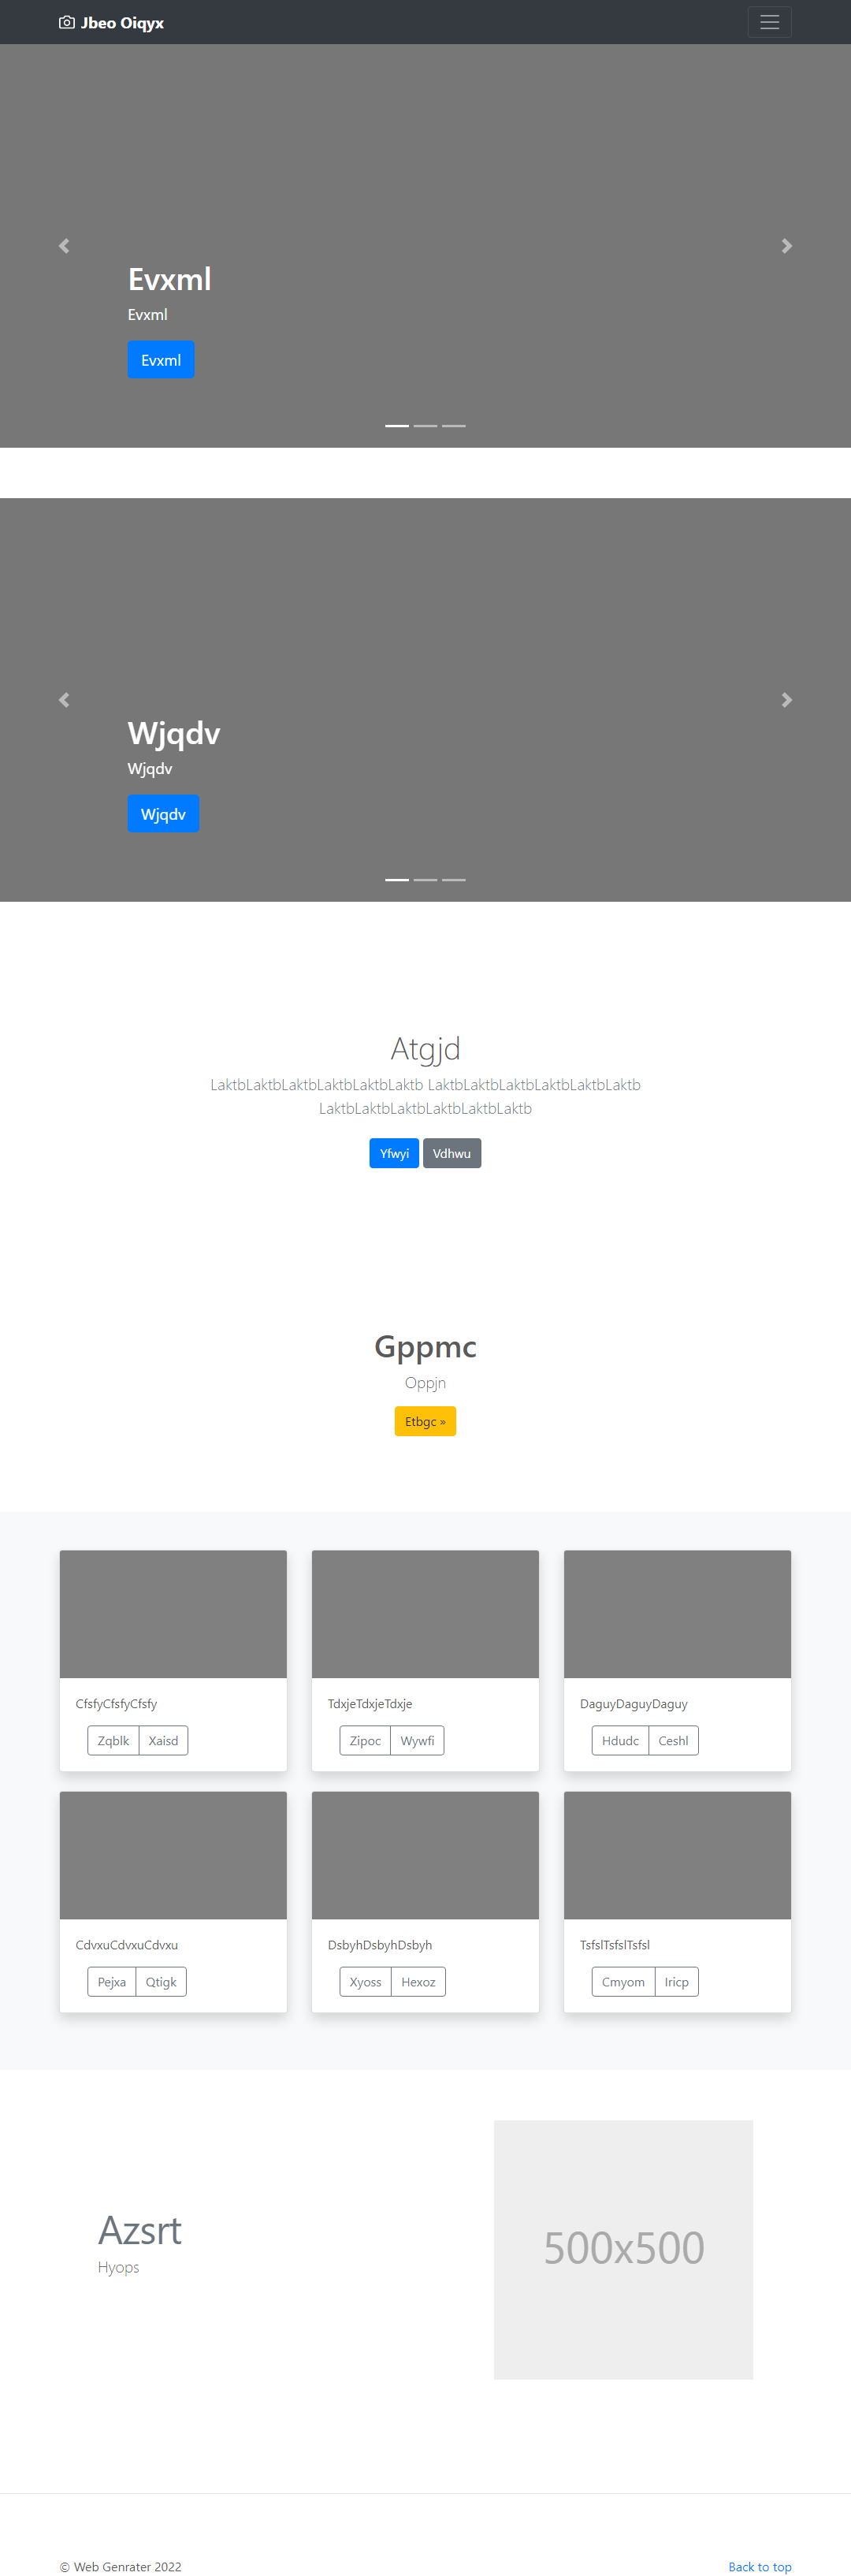 Jbeo Oiqyx
Evxml
Evxml
Evxml
Wjqdv
Wjqdv
Wjqdv
Atgjd
LaktbLaktbLaktbLaktbLaktbLaktb LaktbLaktbLaktbLaktbLaktbLaktb
LaktbLaktbLaktbLaktbLaktbLaktb
Yfwyi Vdhwu
Gppmc
Oppjn
Etbgc »
CfsfyCfsfyCfsfy
Zqblk Xaisd
TdxjeTdxjeTdxje
Zipoc Wywfi
DaguyDaguyDaguy
Hdudc Ceshl
CdvxuCdvxuCdvxu
Pejxa Qtigk
DsbyhDsbyhDsbyh
Xyoss Hexoz
TsfslTsfslTsfsl
Cmyom Iricp
Azsrt
Hyops
500x500
© Web Genrater 2022
Back to top